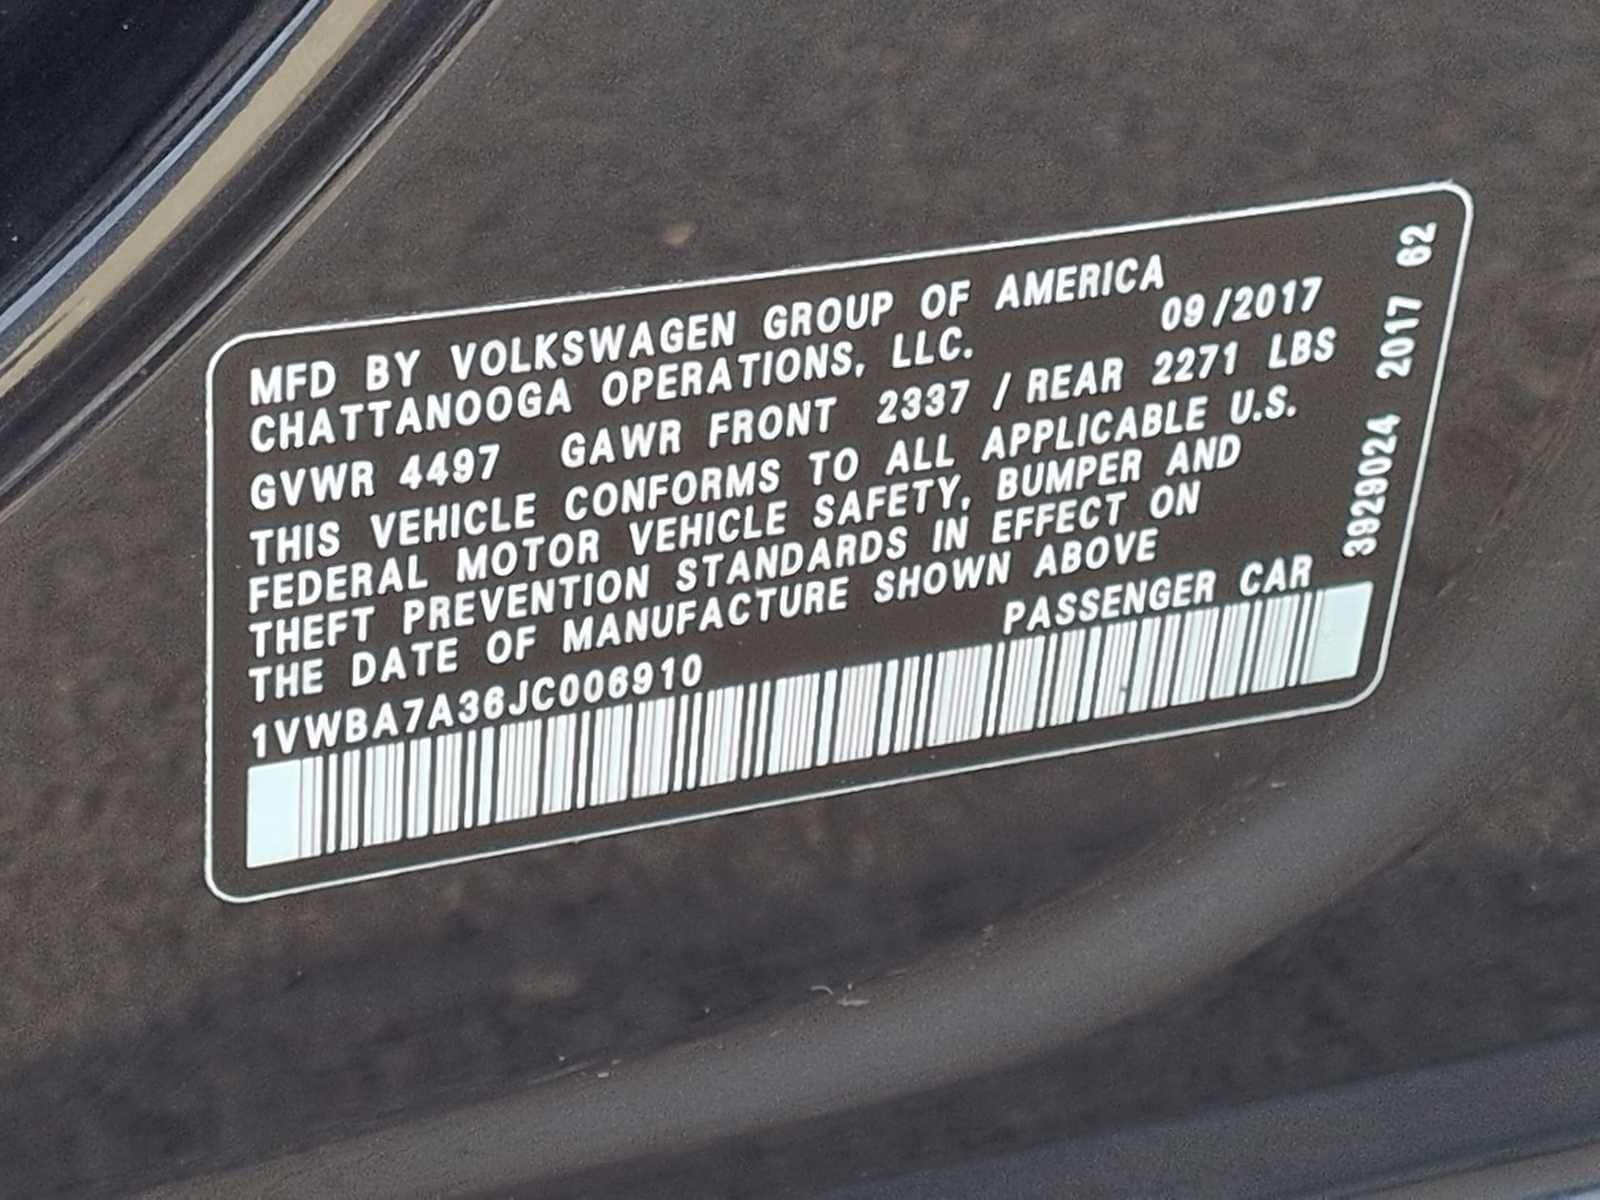 MFD BY VOLKSWAGEN GROUP OF AMERICA
CHATTANOOGA OPERATIONS, LLC. 09/2017
GVWR 4497 GAWR FRONT 2337 / REAR 2271 LBS
THIS VEHICLE CONFORMS TO ALL APPLICABLE U.S.
FEDERAL MOTOR VEHICLE SAFETY, BUMPER AND
THEFT PREVENTION STANDARDS IN EFFECT ON
THE DATE OF MANUFACTURE SHOWN ABOVE
1VWBA7A36JC006910 PASSENGER CAR
3929024 2017 62